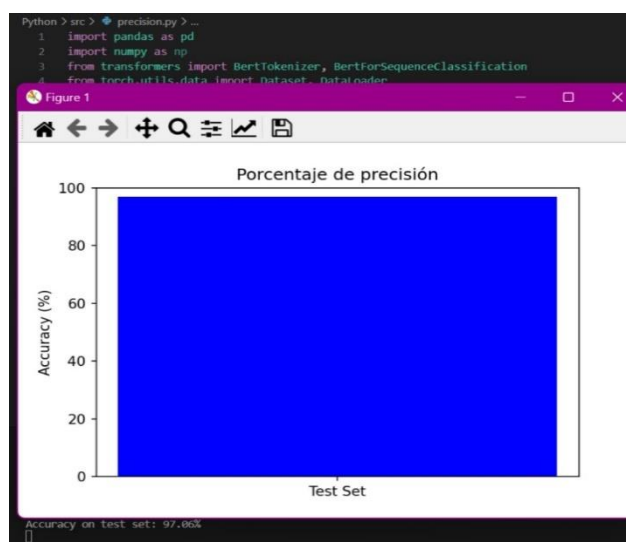 Python > src > precision.py > ...
1 import pandas as pd
2 import numpy as np
3 from transformers import BertTokenizer, BertForSequenceClassification
4 from torch.utils.data import Dataset, DataLoader
Figure 1
Porcentaje de precisión
100
80
60
40
20
0
Accuracy (%)
Test Set
Accuracy on test set: 97.06%